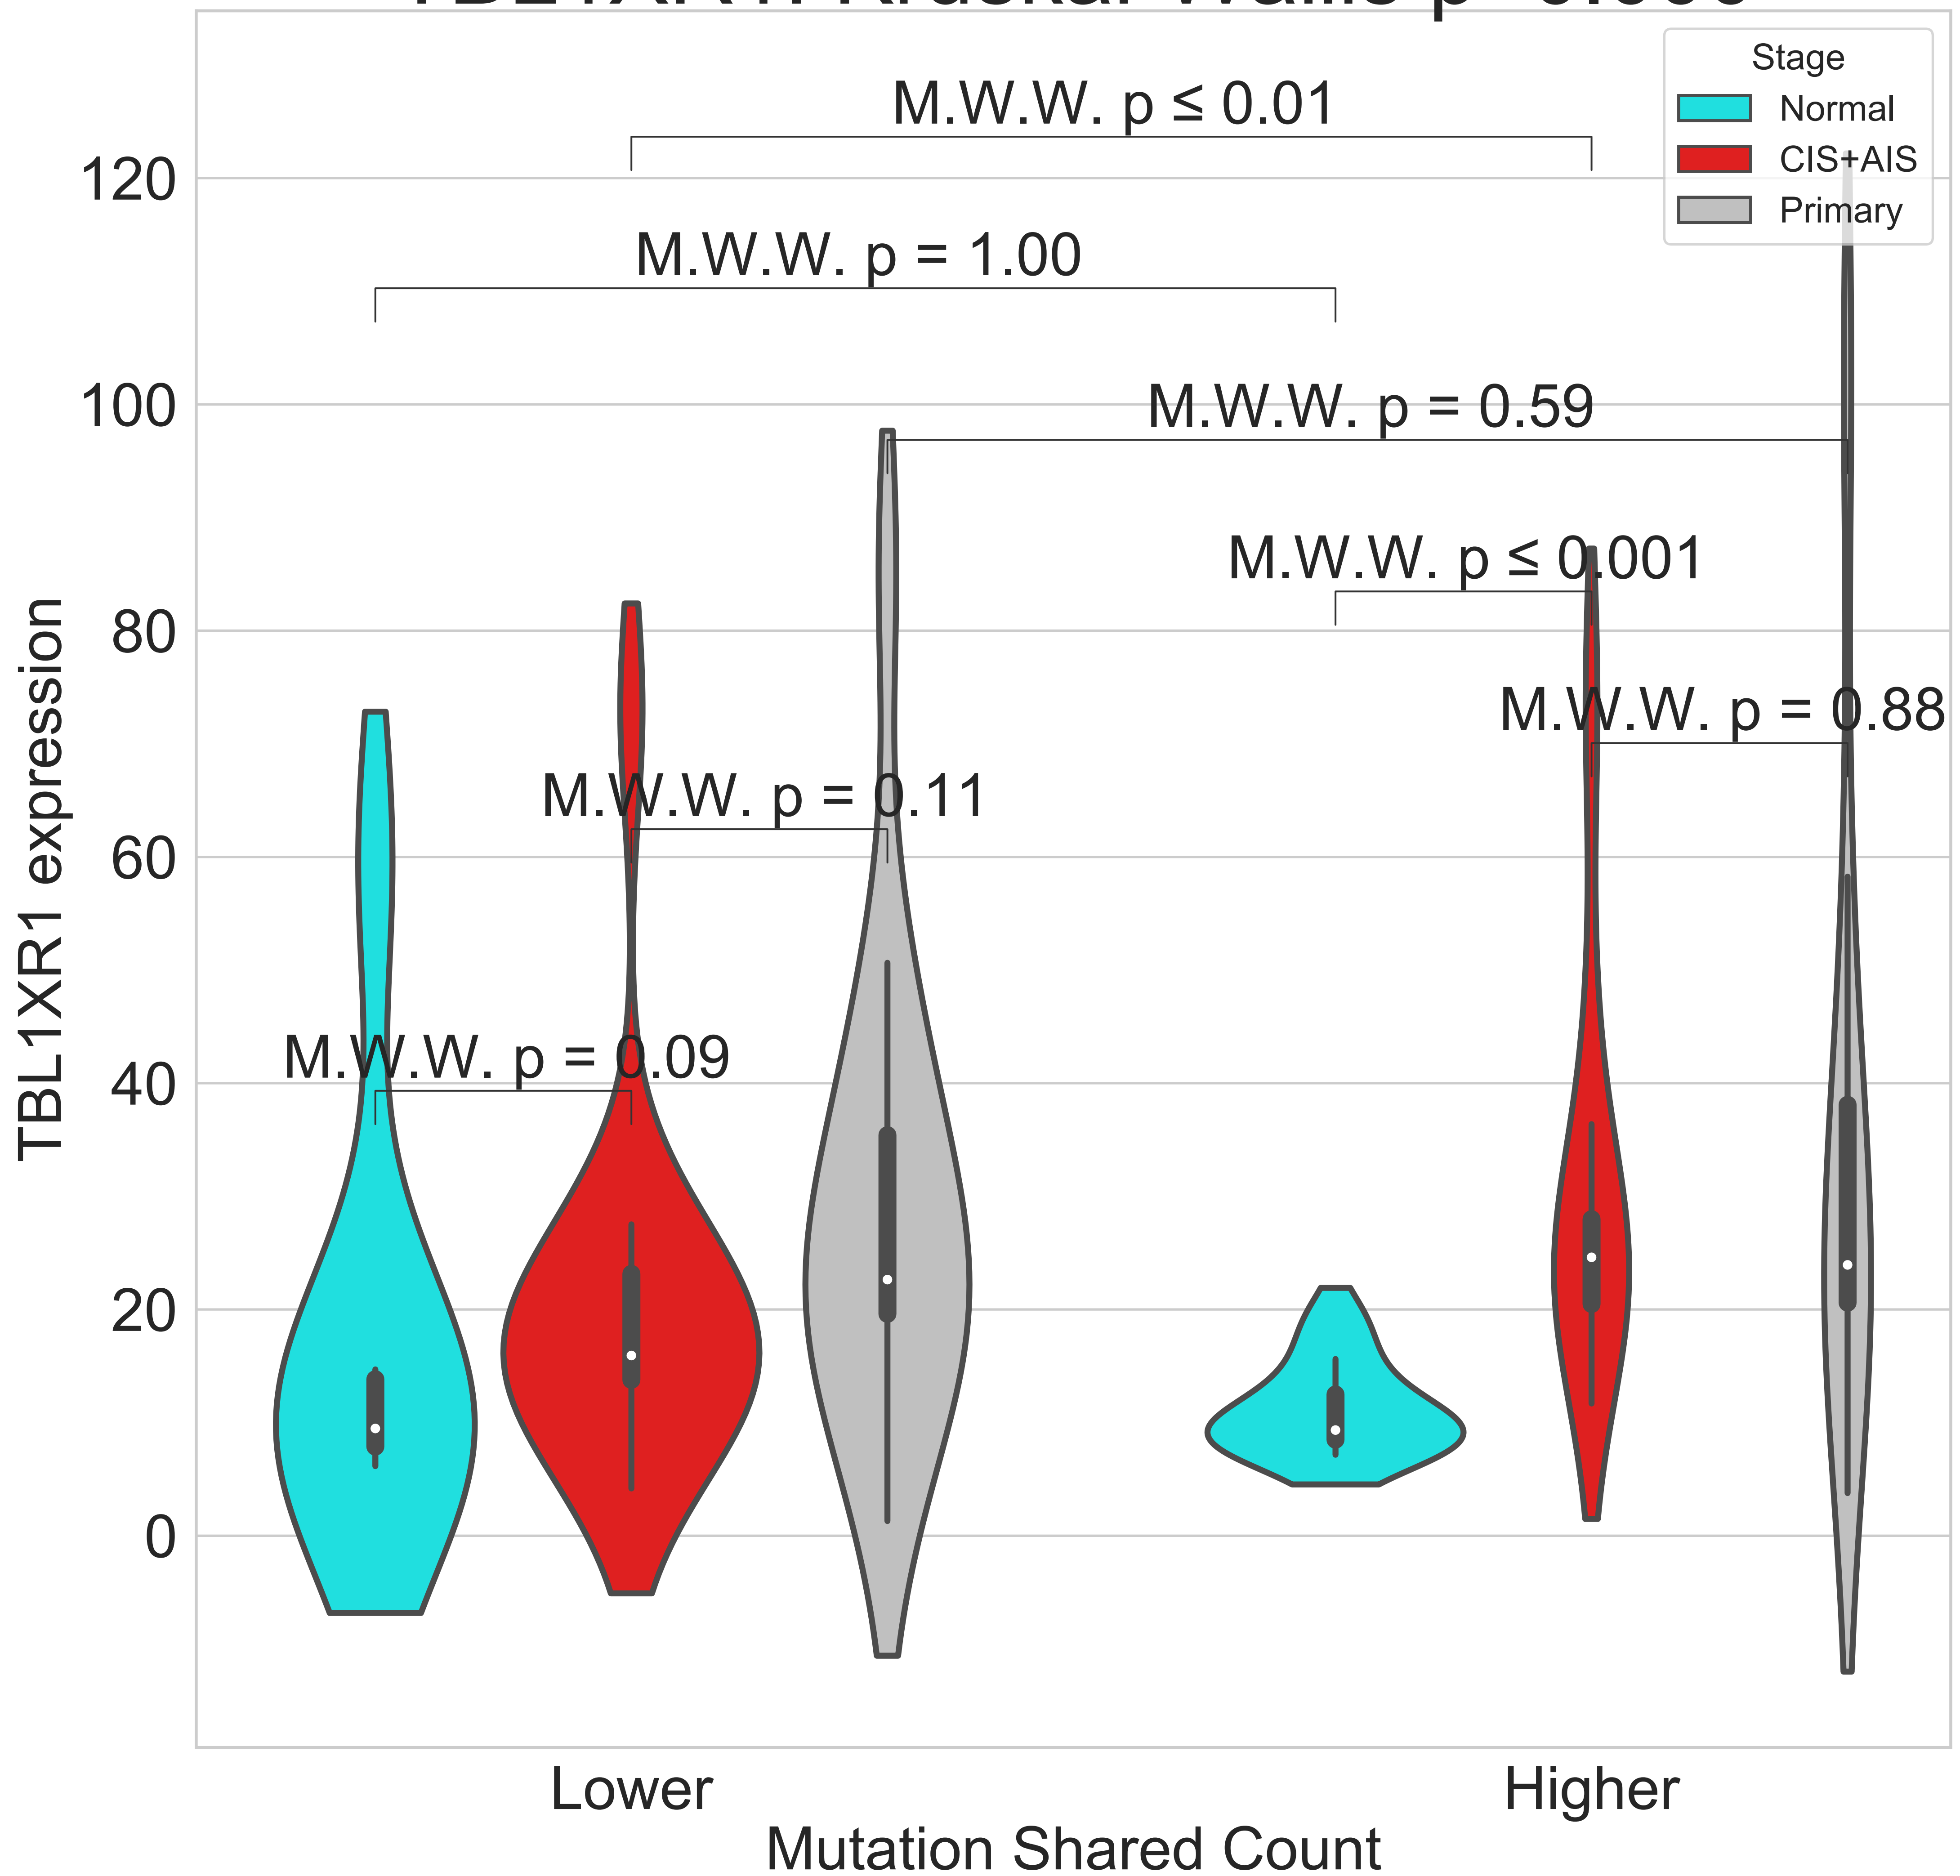 Stage
Normal
CIS+AIS
Primary
M.W.W. p ≤ 0.01
M.W.W. p = 1.00
M.W.W. p = 0.59
M.W.W. p ≤ 0.001
M.W.W. p = 0.88
M.W.W. p = 0.11
M.W.W. p = 0.09
120
100
80
60
40
20
0
TBL1XR1 expression
Lower
Higher
Mutation Shared Count